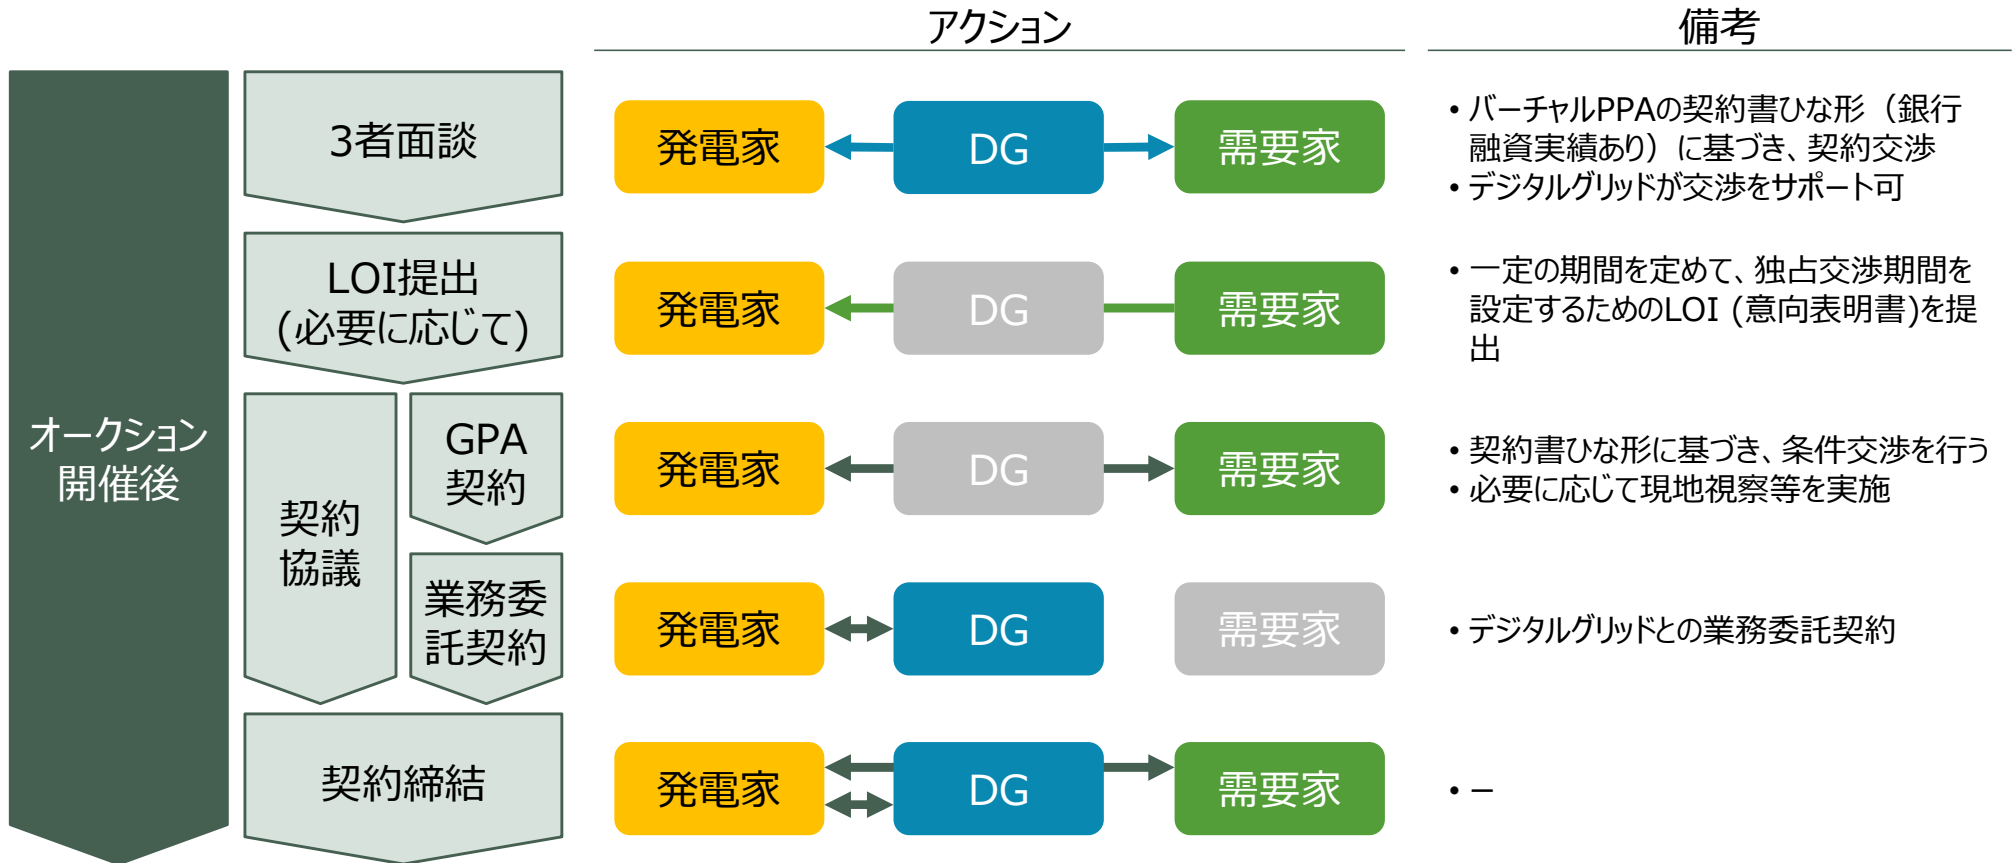 アクション
備考
オークション
開催後
3者面談
発電家
DG
需要家
• バーチャルPPAの契約書ひな形（銀行
融資実績あり）に基づき、契約交渉
• デジタルグリッドが交渉をサポート可
LOI提出
(必要に応じて)
発電家
DG
需要家
• 一定の期間を定めて、独占交渉期間を
設定するためのLOI (意向表明書)を提
出
契約
協議
GPA
契約
発電家
DG
需要家
• 契約書ひな形に基づき、条件交渉を行う
• 必要に応じて現地視察等を実施
業務委
託契約
発電家
DG
需要家
• デジタルグリッドとの業務委託契約
契約締結
発電家
DG
需要家
• –